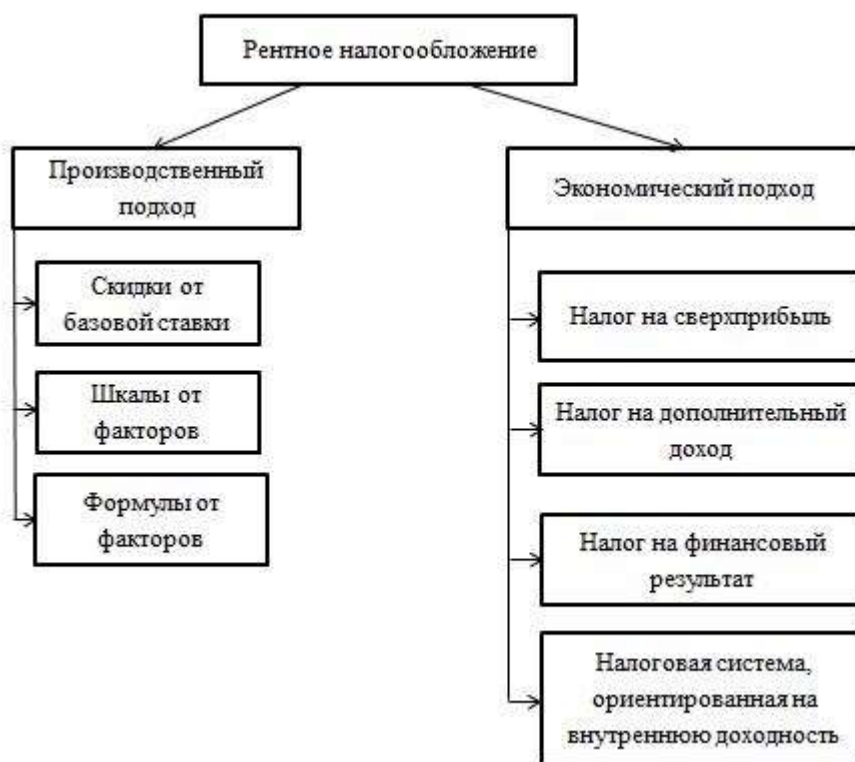 Рентное налогообложение
Производственный
подход
Скидки от
базовой ставки
Шкалы от
факторов
Формулы от
факторов
Экономический подход
Налог на сверхприбыль
Налог на дополнительный
доход
Налог на финансовый
результат
Налоговая система,
ориентированная на
внутреннюю доходность